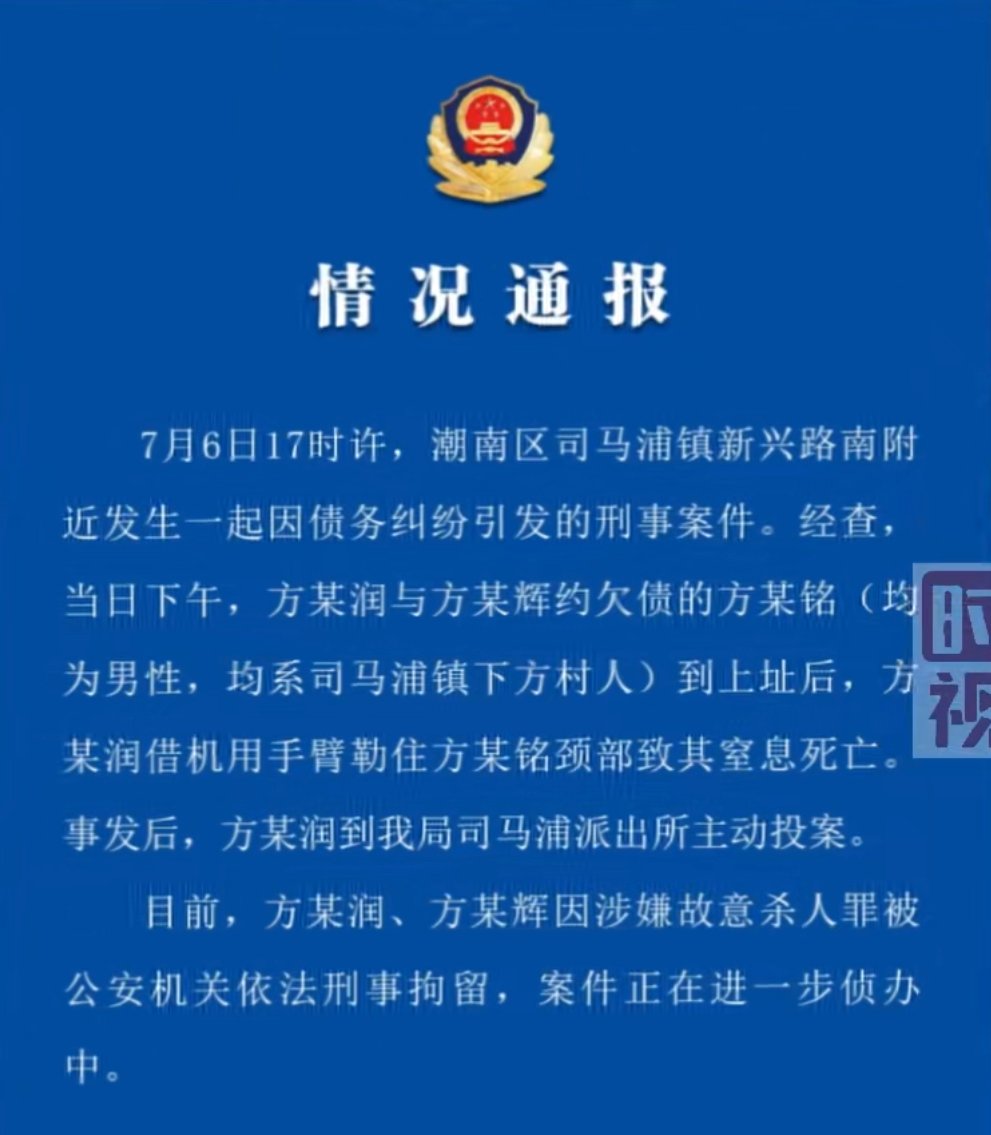 情况通报
7月6日17时许，潮南区司马浦镇新兴路南附
近发生一起因债务纠纷引发的刑事案件。经查，
当日下午，方某润与方某辉约欠债的方某铭（均
为男性，均系司马浦镇下方村人）到上址后，方
某润借机用手臂勒住方某铭颈部致其窒息死亡。
事发后，方某润到我局司马浦派出所主动投案。
目前，方某润、方某辉因涉嫌故意杀人罪被
公安机关依法刑事拘留，案件正在进一步侦办
中。
时
视